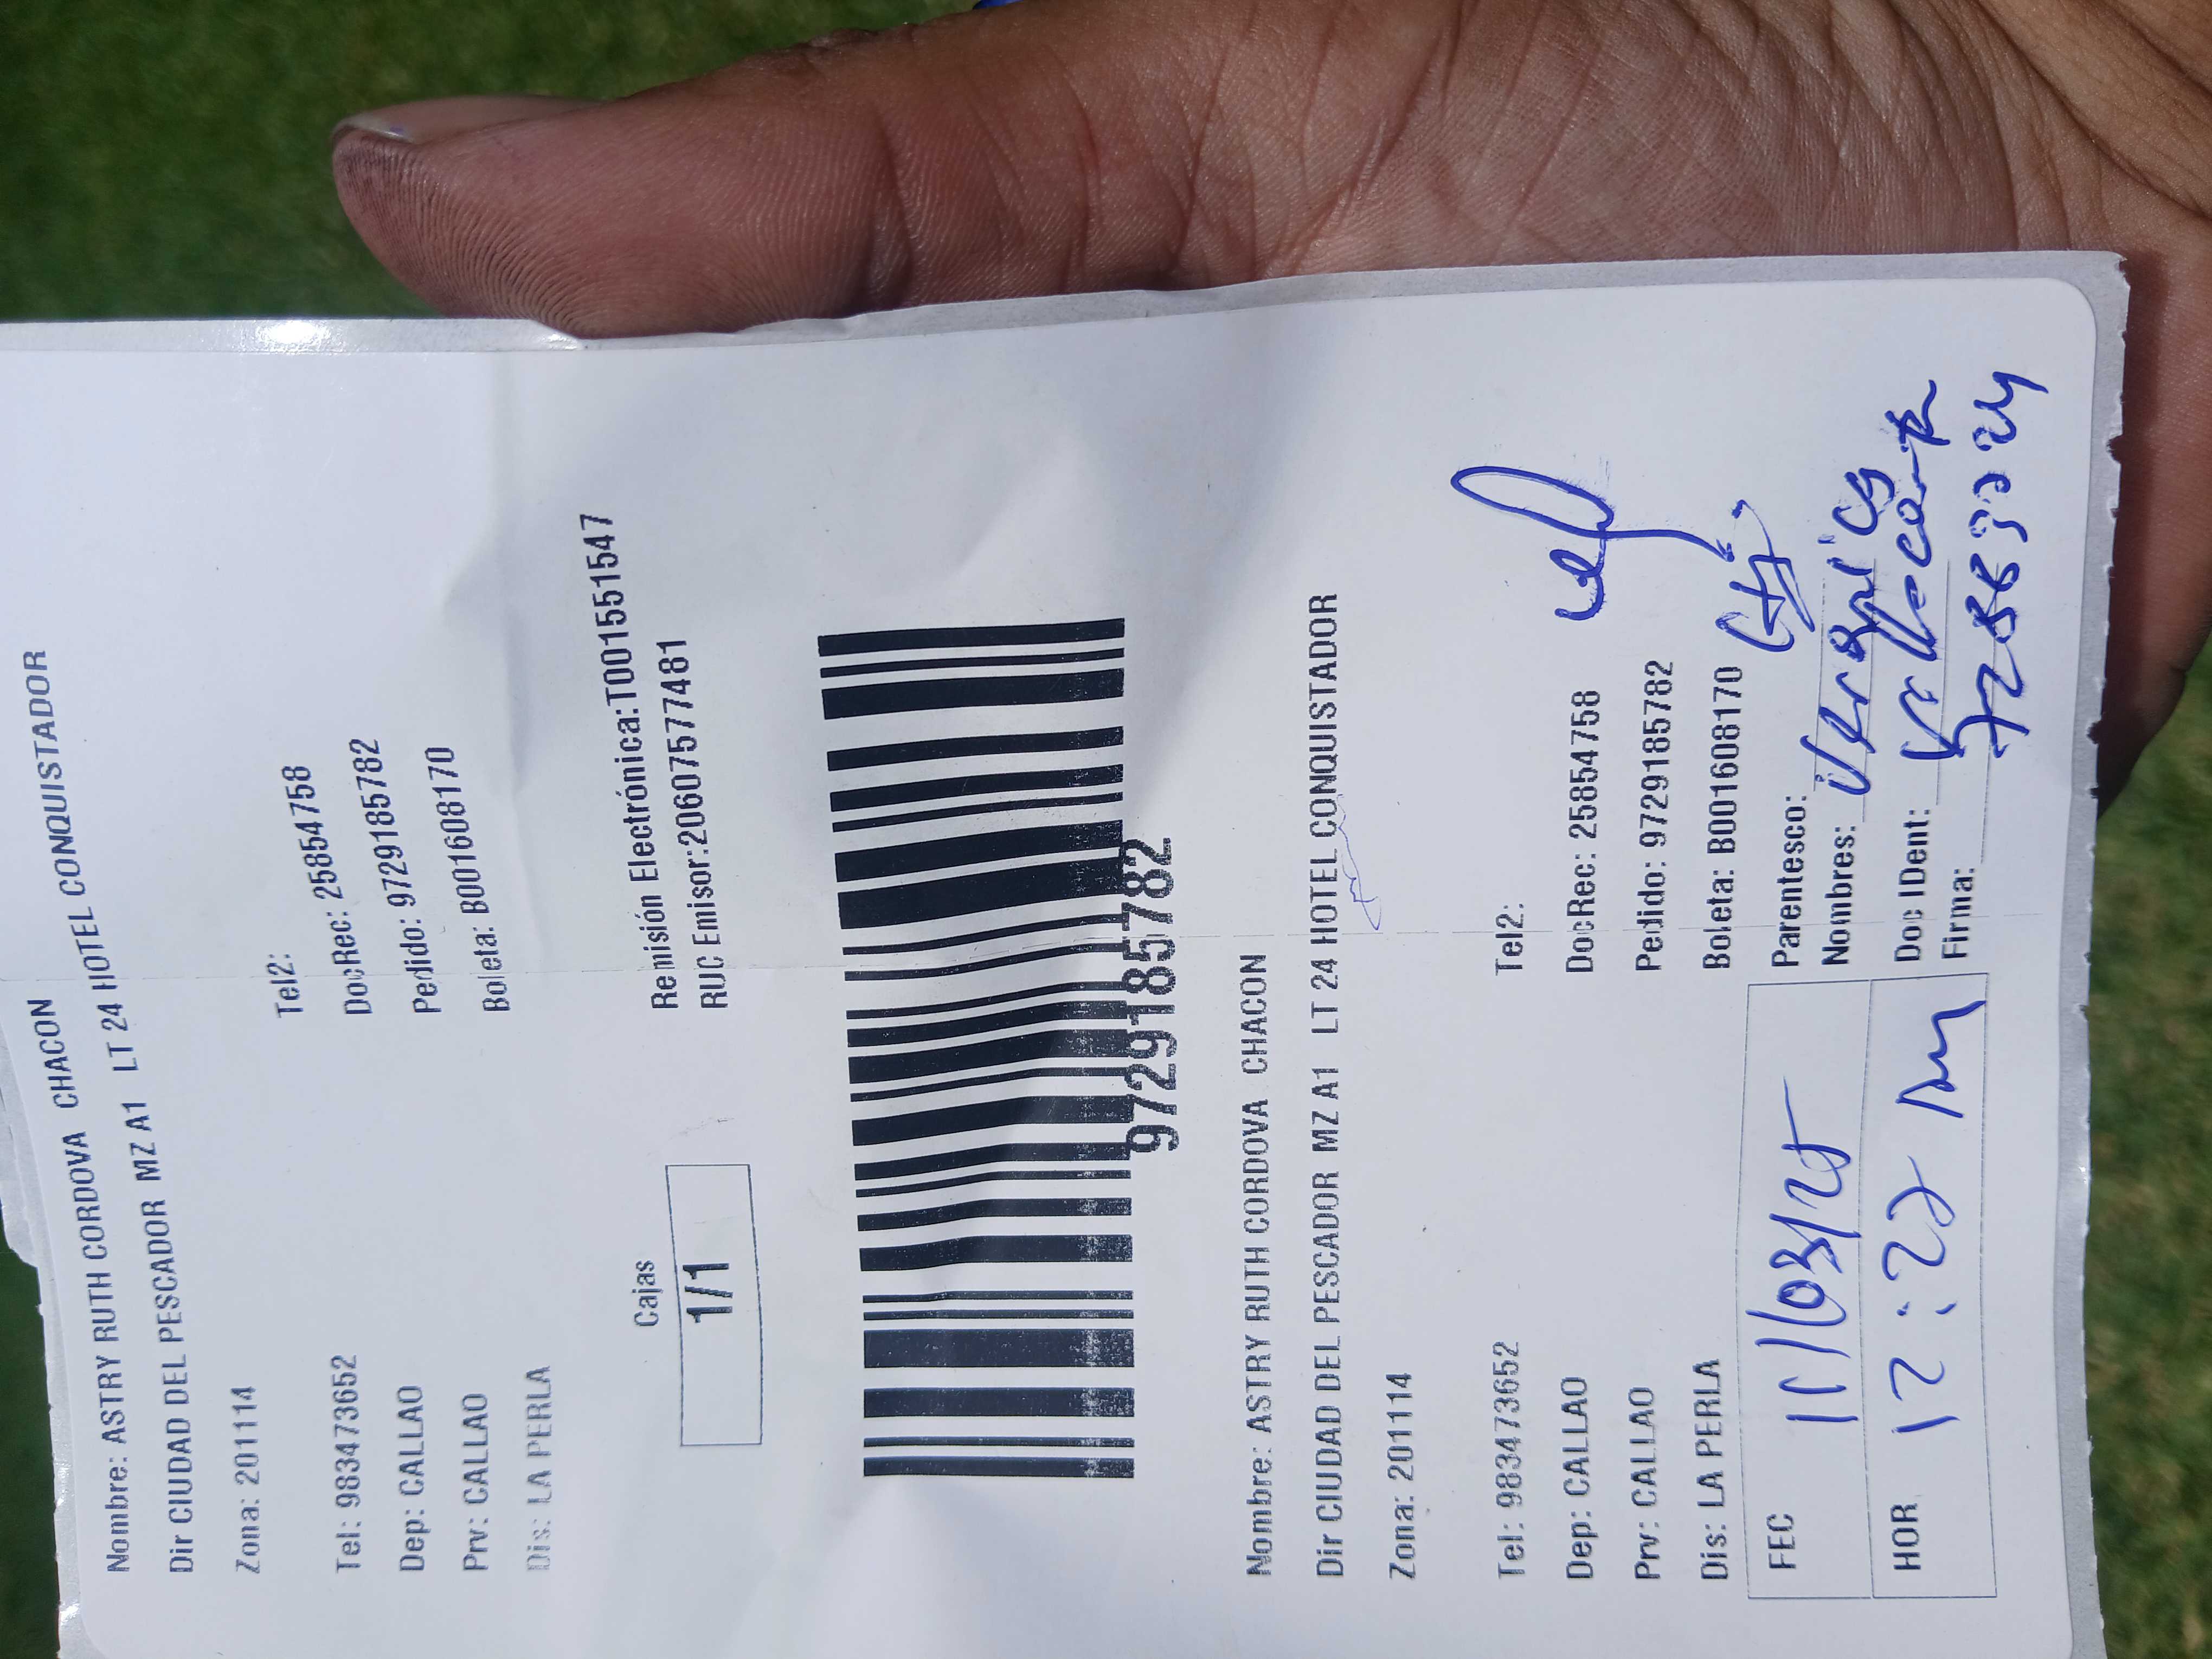 Nombre: ASTRY RUTH CORDOVA CHACON
Dir CIUDAD DEL PESCADOR MZ A1 LT 24 HOTEL CONQUISTADOR
Zona: 201114
Tel: 983473652 Tel2:
Dep: CALLAO DocRec: 25854758
Prv: CALLAO Pedido: 9729185782
Dis: LA PERLA Boleta: B001608170
Cajas
1/1
Remisión Electrónica:T001551547
RUC Emisor:20607577481
9729185782
Nombre: ASTRY RUTH CORDOVA CHACON
Dir CIUDAD DEL PESCADOR MZ A1 LT 24 HOTEL CONQUISTADOR
Zona: 201114
Tel: 983473652 Tel2:
Dep: CALLAO DocRec: 25854758
Prv: CALLAO Pedido: 9729185782
Dis: LA PERLA Boleta: B001608170
FEC 11/03/25
Parentesco:
Nombres: Veronica
HOR 12:22 m
Doc IDent:
Firma: